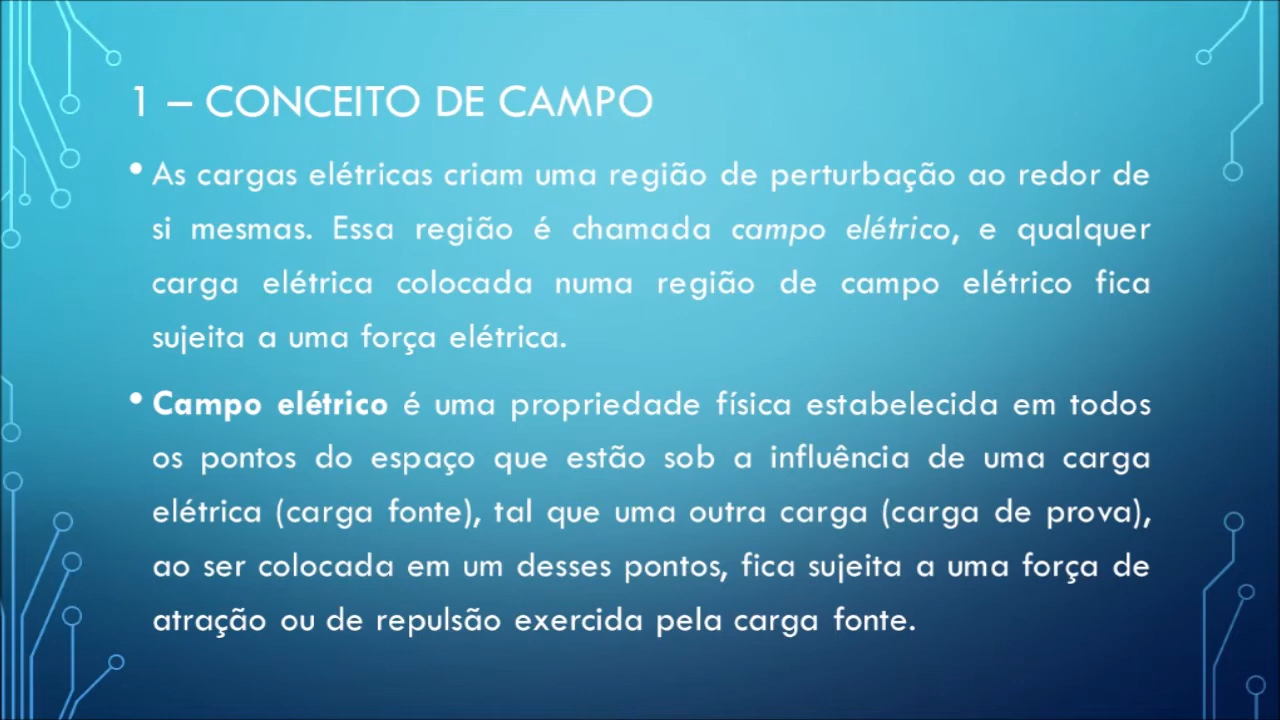 1 – CONCEITO DE CAMPO
• As cargas elétricas criam uma região de perturbação ao redor de
si mesmas. Essa região é chamada campo elétrico, e qualquer
carga elétrica colocada numa região de campo elétrico fica
sujeita a uma força elétrica.
• Campo elétrico é uma propriedade física estabelecida em todos
os pontos do espaço que estão sob a influência de uma carga
elétrica (carga fonte), tal que uma outra carga (carga de prova),
ao ser colocada em um desses pontos, fica sujeita a uma força de
atração ou de repulsão exercida pela carga fonte.